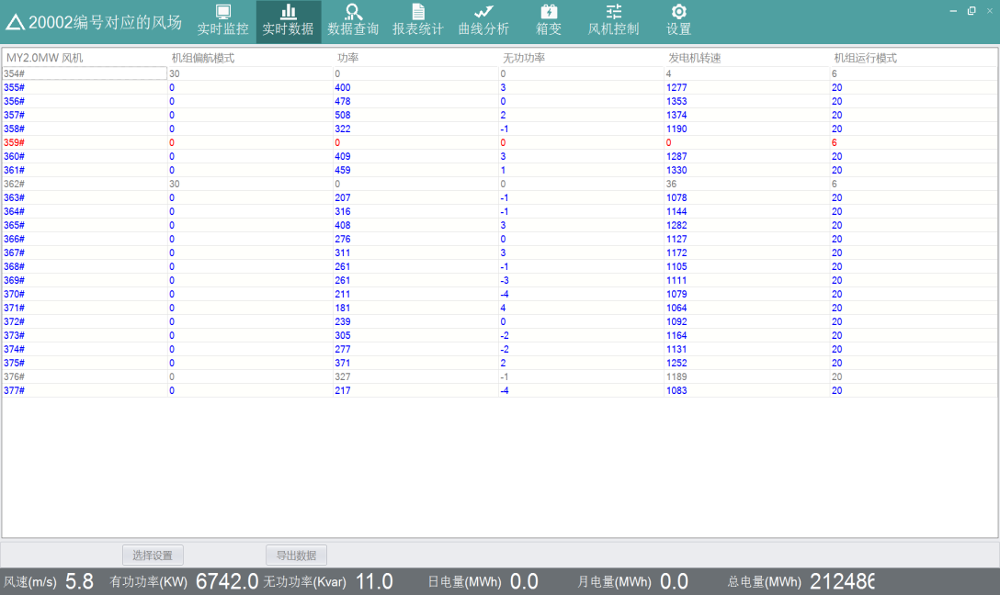 20002编号对应的风场 实时监控 实时数据 数据查询 报表统计 曲线分析 箱变 风机控制 设置
MY2.0MW 风机 机组偏航模式 功率 无功功率 发电机转速 机组运行模式
354# 30 0 0 4 6
355# 0 400 3 1277 20
356# 0 478 0 1353 20
357# 0 508 2 1374 20
358# 0 322 -1 1190 20
359# 0 0 0 0 6
360# 0 409 3 1287 20
361# 0 459 1 1330 20
362# 30 0 0 36 6
363# 0 207 -1 1078 20
364# 0 316 -1 1144 20
365# 0 408 3 1282 20
366# 0 276 0 1127 20
367# 0 311 3 1172 20
368# 0 261 -1 1105 20
369# 0 261 -3 1111 20
370# 0 211 -4 1079 20
371# 0 181 4 1064 20
372# 0 239 0 1092 20
373# 0 305 -2 1164 20
374# 0 277 -2 1131 20
375# 0 371 2 1252 20
376# 0 327 -1 1189 20
377# 0 217 -4 1083 20
选择设置 导出数据
风速(m/s) 5.8 有功功率(KW) 6742.0 无功率(Kvar) 11.0 日电量(MWh) 0.0 月电量(MWh) 0.0 总电量(MWh) 212486